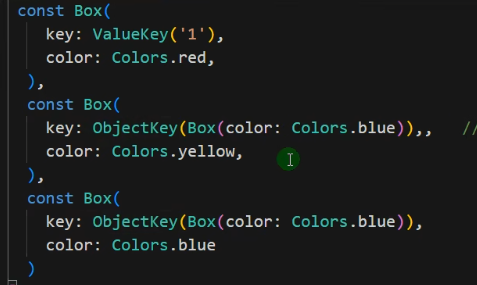 const Box(
key: ValueKey('1'),
color: Colors.red,
),
const Box(
key: ObjectKey(Box(color: Colors.blue)),, //
color: Colors.yellow,
),
const Box(
key: ObjectKey(Box(color: Colors.blue)),
color: Colors.blue
)